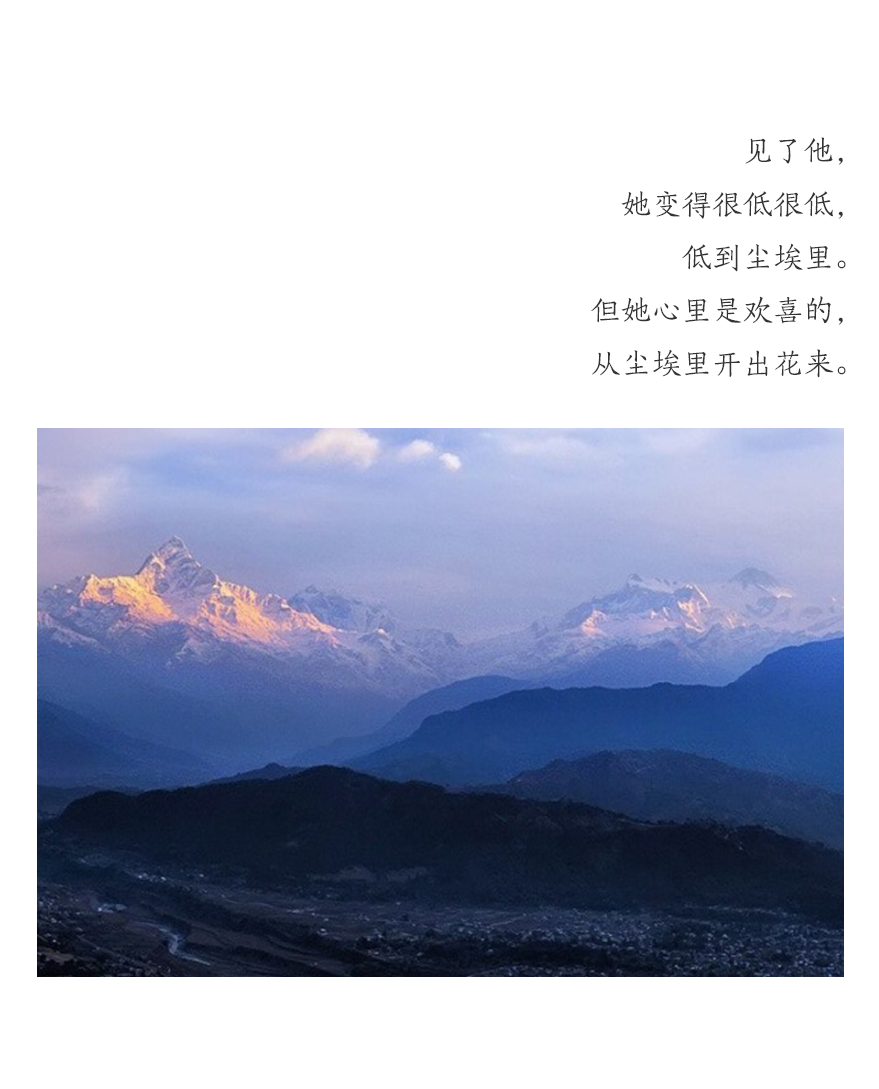 见了他，
她变得很低很低，
低到尘埃里。
但她心里是欢喜的，
从尘埃里开出花来。